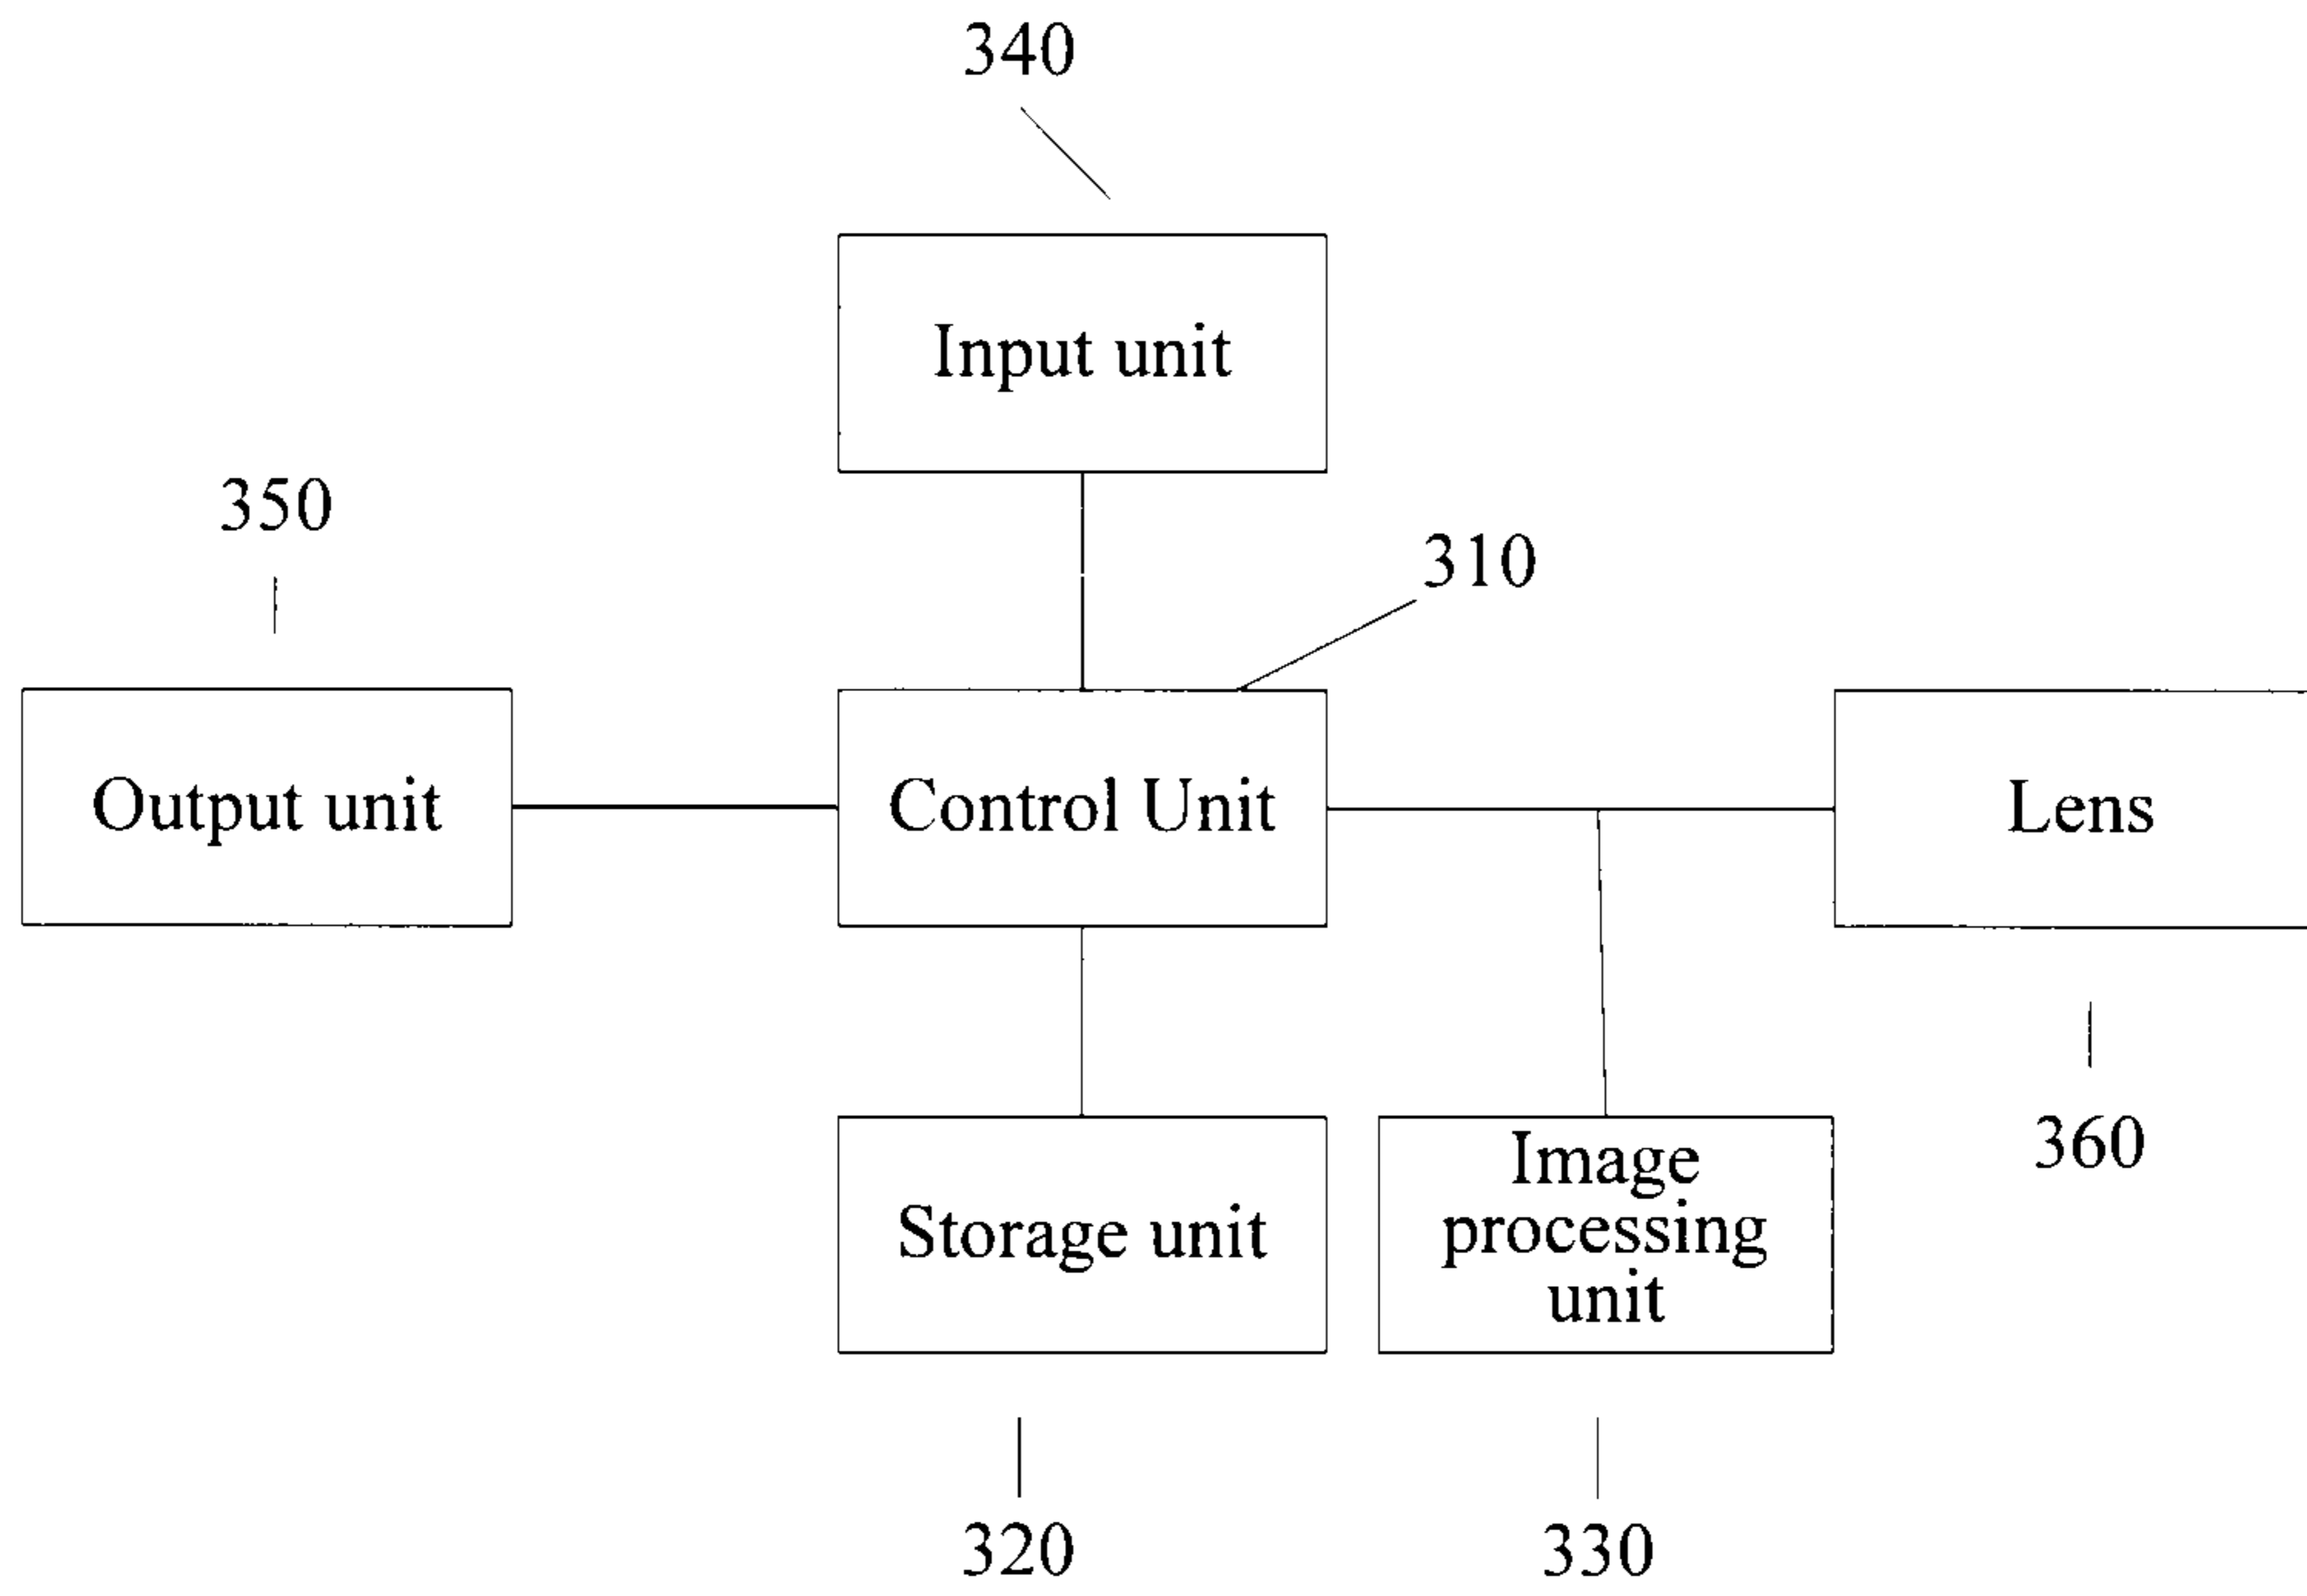 340
Input unit
350
310
Output unit
Control Unit
Lens
360
Storage unit
Image
processing
unit
320
330